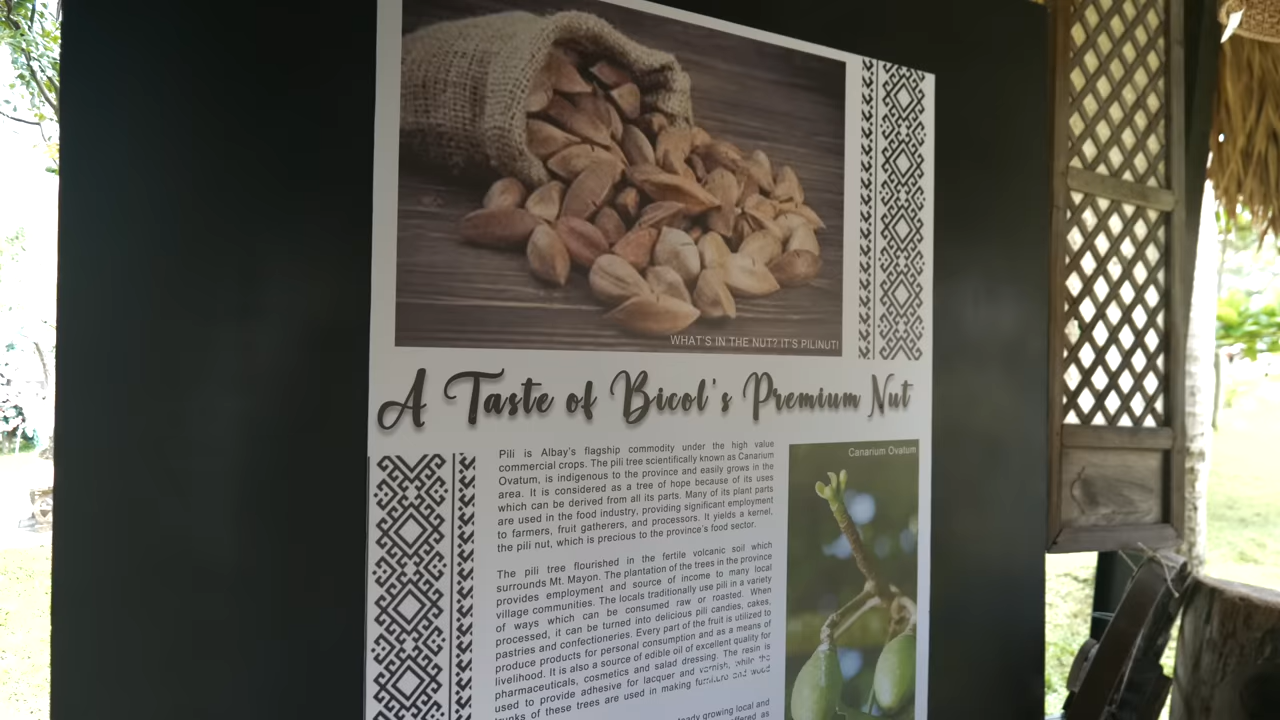 WHAT'S IN THE NUT? IT'S PILINUT!
A Taste of Bicol's Premium Nut
Pili is Albay's flagship commodity under the high value
commercial crops. The pili tree scientifically known as Canarium
Ovatum, is indigenous to the province and easily grows in the
area. It is considered as a tree of hope because of its uses
which can be derived from all its parts. Many of its plant parts
are used in the food industry, providing significant employment
to farmers, fruit gatherers, and processors. It yields a kernel,
the pili nut, which is precious to the province's food sector.
The pili tree flourished in the fertile volcanic soil which
surrounds Mt. Mayon. The plantation of the trees in the province
provides employment and source of income to many local
village communities. The locals traditionally use pili in a variety
of ways which can be consumed raw or roasted. When
processed, it can be turned into delicious pili candies, cakes,
pastries and confectioneries. Every part of the fruit is utilized to
produce products for personal consumption and as a means of
livelihood. It is also a source of edible oil of excellent quality for
pharmaceuticals, cosmetics and salad dressing. The resin is
used to provide adhesive for lacquer and varnish, while the
trunks of these trees are used in making furniture and wood
growing local and
as
Canarium Ovatum